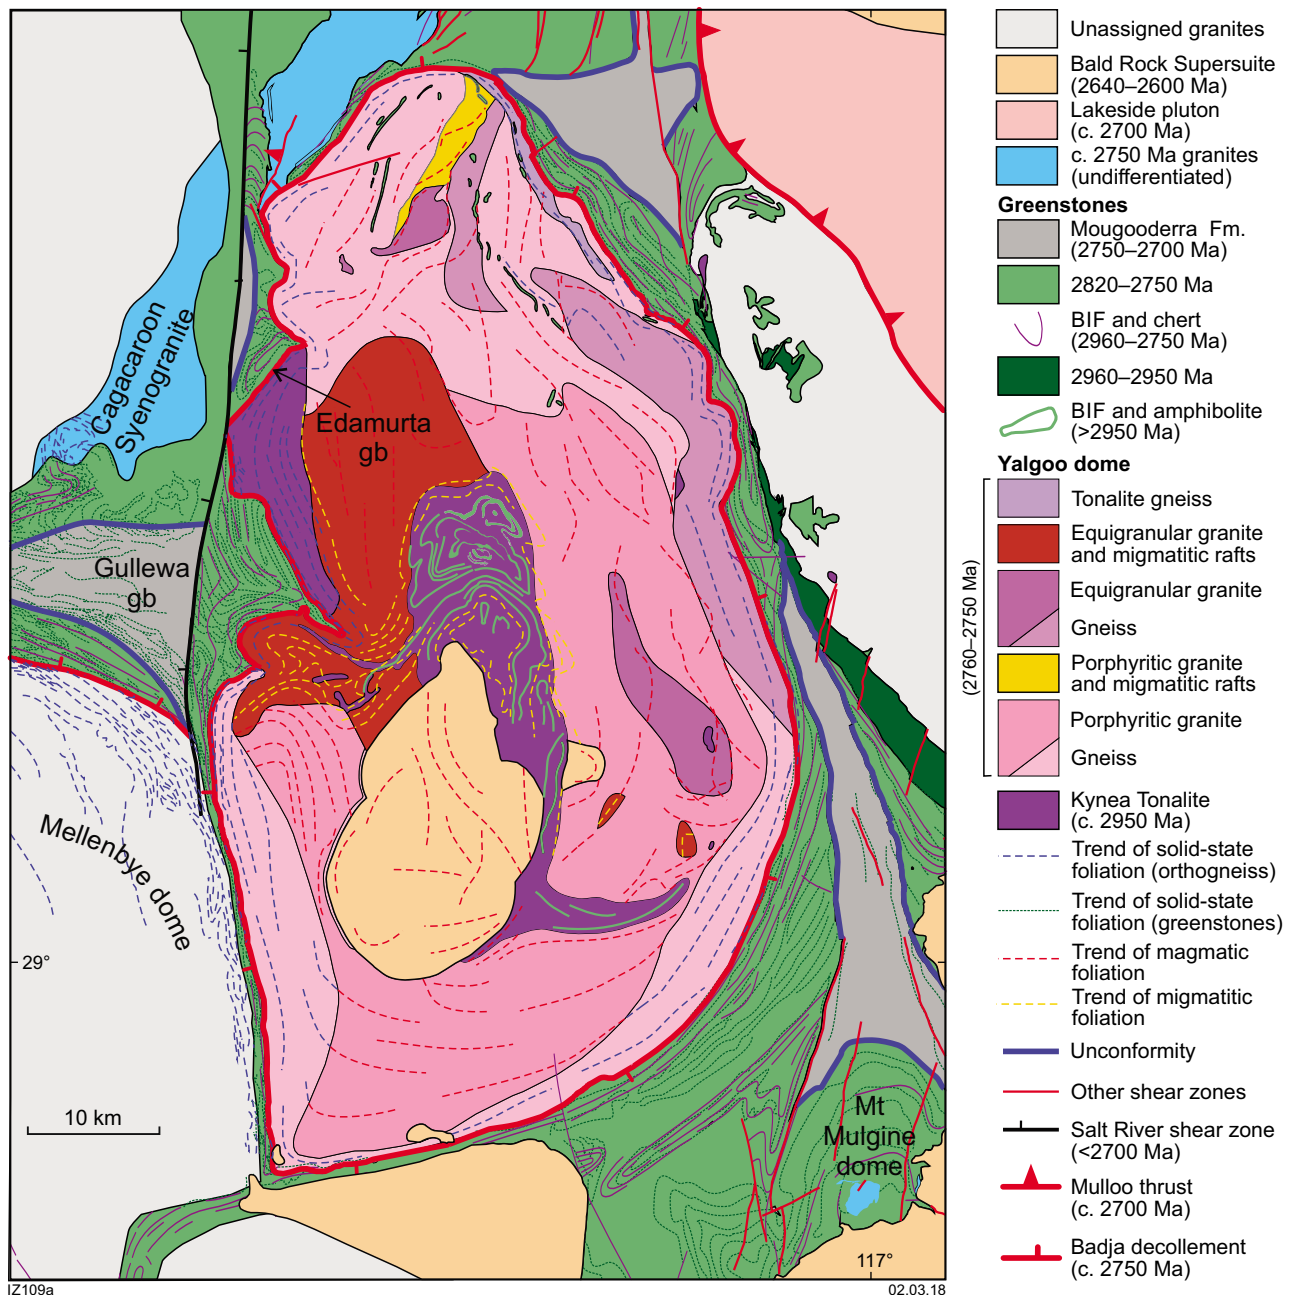 Cagacaroon
Syenogranite
Edamurta
gb
Gullewa
gb
Mellenbye dome
29°
10 km
Mt
Mulgine
dome
117°
IZ109a
02.03.18
Unassigned granites
Bald Rock Supersuite
(2640–2600 Ma)
Lakeside pluton
(c. 2700 Ma)
c. 2750 Ma granites
(undifferentiated)
Greenstones
Mougooderra Fm.
(2750–2700 Ma)
2820–2750 Ma
BIF and chert
(2960–2750 Ma)
2960–2950 Ma
BIF and amphibolite
(>2950 Ma)
Yalgoo dome
(2760–2750 Ma)
Tonalite gneiss
Equigranular granite
and migmatitic rafts
Equigranular granite
Gneiss
Porphyritic granite
and migmatitic rafts
Porphyritic granite
Gneiss
Kynea Tonalite
(c. 2950 Ma)
Trend of solid-state
foliation (orthogneiss)
Trend of solid-state
foliation (greenstones)
Trend of magmatic
foliation
Trend of migmatitic
foliation
Unconformity
Other shear zones
Salt River shear zone
(<2700 Ma)
Mulloo thrust
(c. 2700 Ma)
Badja decollement
(c. 2750 Ma)